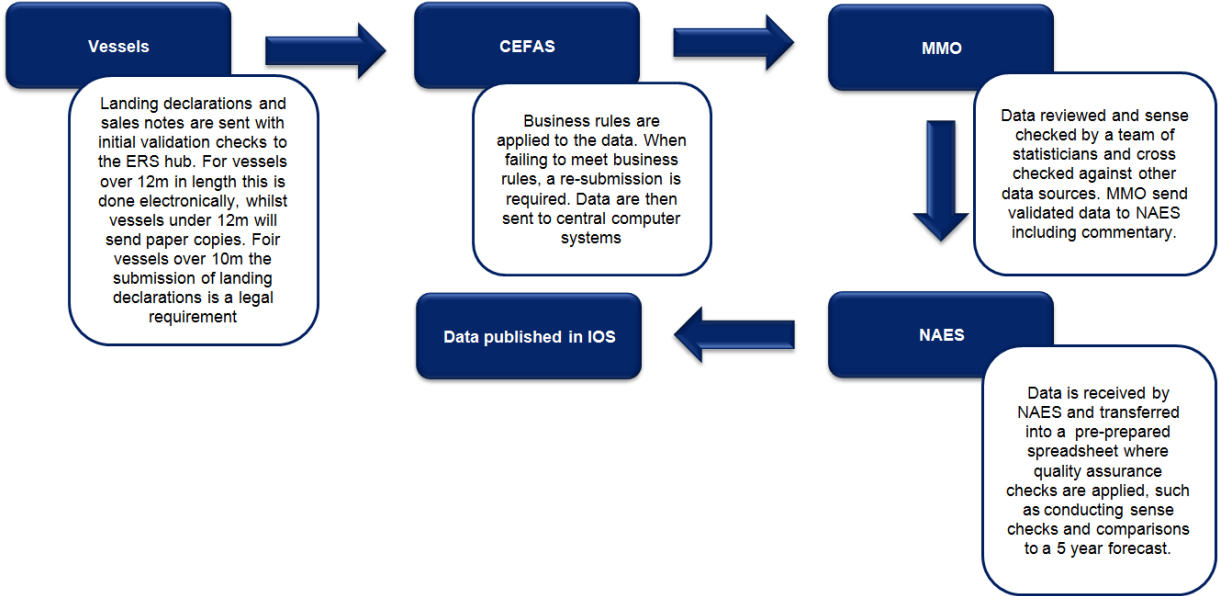 Vessels
Landing declarations and
sales notes are sent with
initial validation checks to
the ERS hub. For vessels
over 12m in length this is
done electronically, whilst
vessels under 12m will
send paper copies. Foir
vessels over 10m the
submission of landing
declarations is a legal
requirement
CEFAS
Business rules are
applied to the data. When
failing to meet business
rules, a re-submission is
required. Data are then
sent to central computer
systems
MMO
Data reviewed and sense
checked by a team of
statisticians and cross
checked against other
data sources. MMO send
validated data to NAES
including commentary.
NAES
Data is received by
NAES and transferred
into a pre-prepared
spreadsheet where
quality assurance
checks are applied, such
as conducting sense
checks and comparisons
to a 5 year forecast.
Data published in IOS